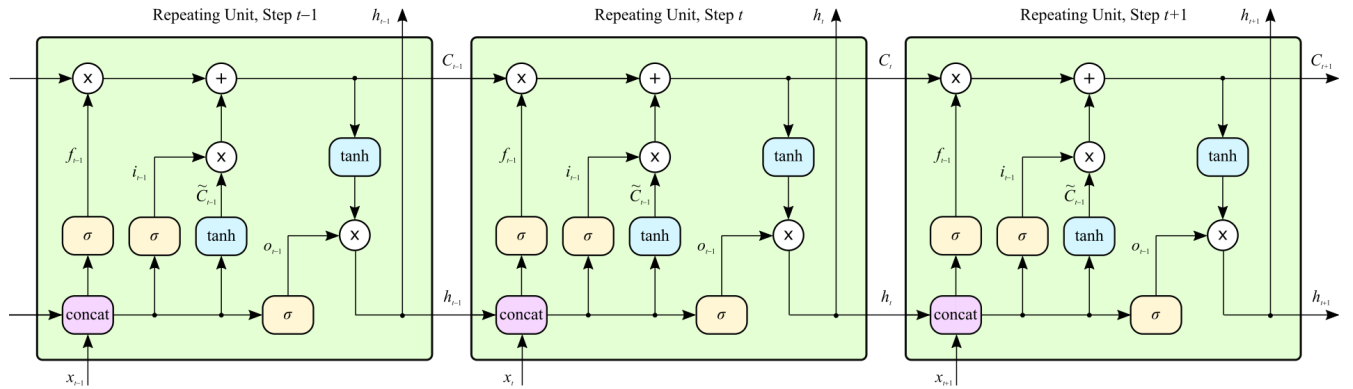 Repeating Unit, Step t−1
h_{t−1}
Repeating Unit, Step t
h_t
Repeating Unit, Step t+1
h_{t+1}
x
+
C_{t−1}
x
+
C_t
x
+
C_{t+1}
f_{t−1}
i_{t−1}
x
tanh
f_{t−1}
i_{t−1}
x
tanh
f_{t−1}
i_{t−1}
x
tanh
C̃_{t−1}
C̃_{t−1}
C̃_{t−1}
σ
σ
tanh
o_{t−1}
x
σ
σ
tanh
o_{t−1}
x
σ
σ
tanh
o_{t−1}
x
concat
σ
h_{t−1}
concat
σ
h_t
concat
σ
h_{t+1}
x_{t−1}
x_t
x_{t+1}